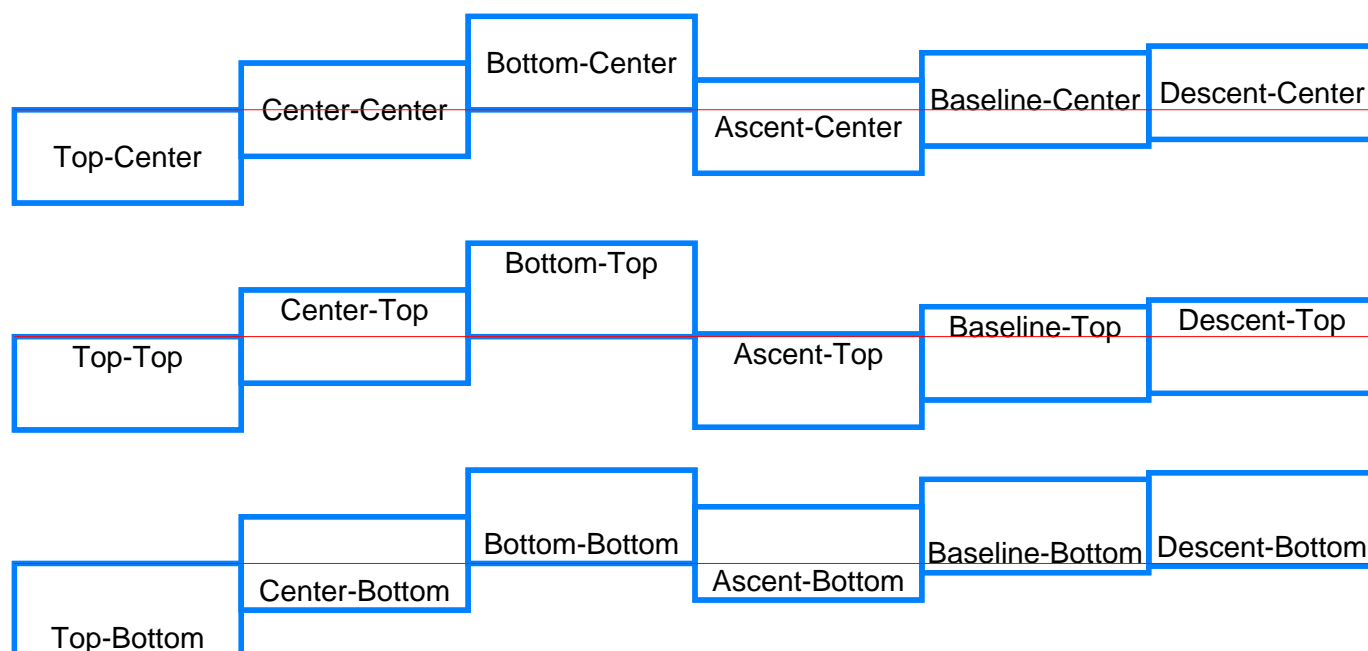 Top-Center Center-Center Bottom-Center Ascent-Center Baseline-Center Descent-Center
Top-Top Center-Top Bottom-Top Ascent-Top Baseline-Top Descent-Top
Top-Bottom Center-Bottom Bottom-Bottom Ascent-Bottom Baseline-Bottom Descent-Bottom